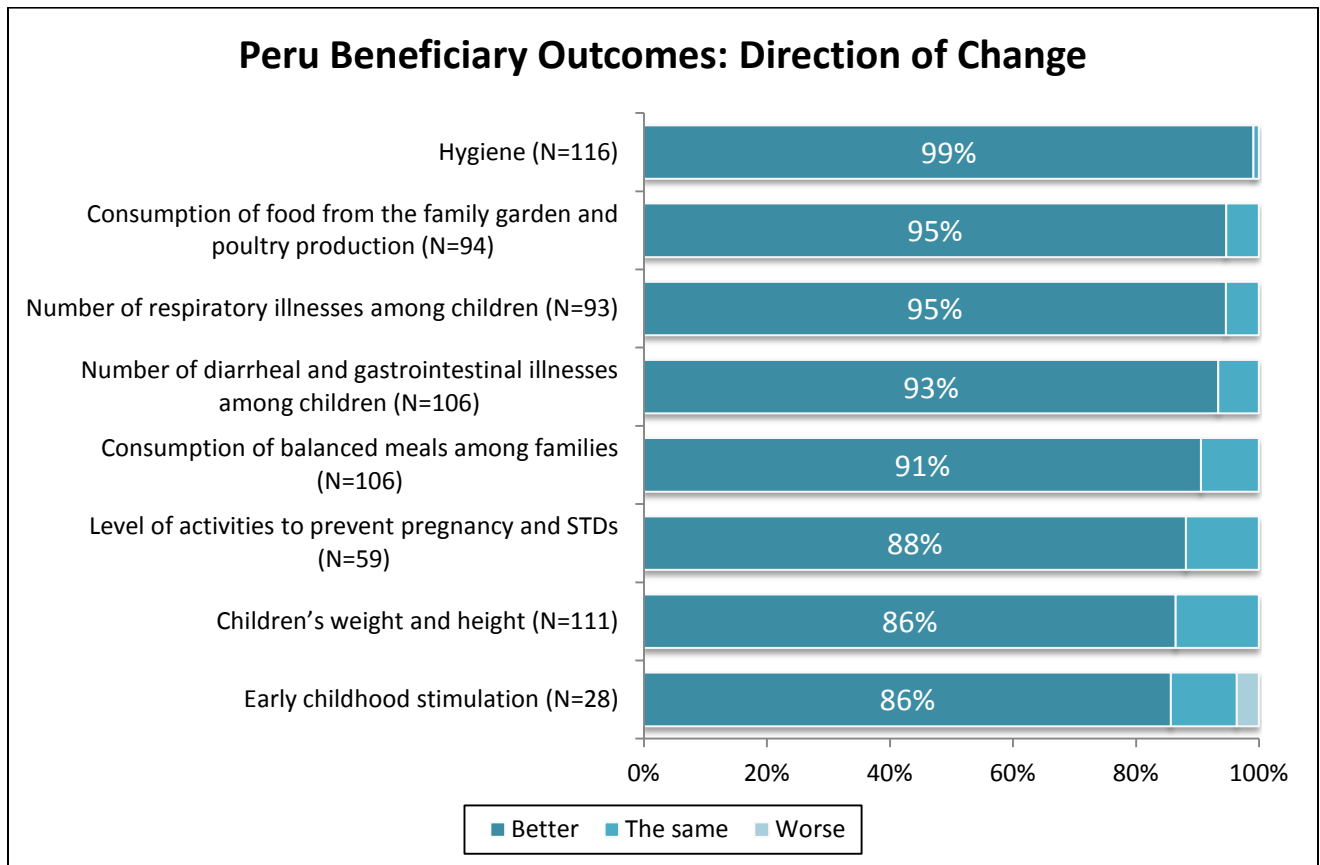 Peru Beneficiary Outcomes: Direction of Change
Hygiene (N=116)
99%
Consumption of food from the family garden and
poultry production (N=94)
95%
Number of respiratory illnesses among children (N=93)
95%
Number of diarrheal and gastrointestinal illnesses
among children (N=106)
93%
Consumption of balanced meals among families
(N=106)
91%
Level of activities to prevent pregnancy and STDs
(N=59)
88%
Children’s weight and height (N=111)
86%
Early childhood stimulation (N=28)
86%
0% 20% 40% 60% 80% 100%
Better The same Worse